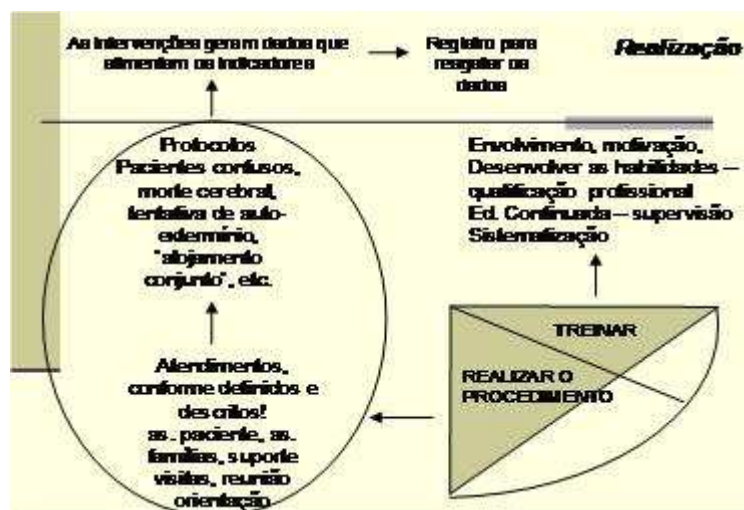 As intervenções geram dados que
alimentam os indicadores
Registro para
resgatar os
dados
Realização
Protocolos
Pacientes confusos,
morte cerebral,
tentativa de auto-
extermínio,
"alojamento
conjunto", etc.
Envolvimento, motivação,
Desenvolver as habilidades –
qualificação profissional
Ed. Continuada – supervisão
Sistematização
TREINAR
REALIZAR O
PROCEDIMENTO
Atendimentos,
conforme definidos e
descritos!
as. paciente, as.
famílias, suporte
visitas, reunião
orientação